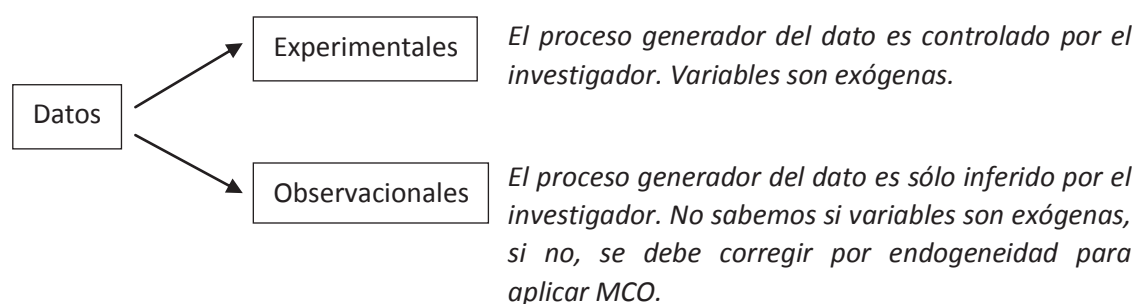 Datos
Experimentales
El proceso generador del dato es controlado por el
investigador. Variables son exógenas.
Observacionales
El proceso generador del dato es sólo inferido por el
investigador. No sabemos si variables son exógenas,
si no, se debe corregir por endogeneidad para
aplicar MCO.